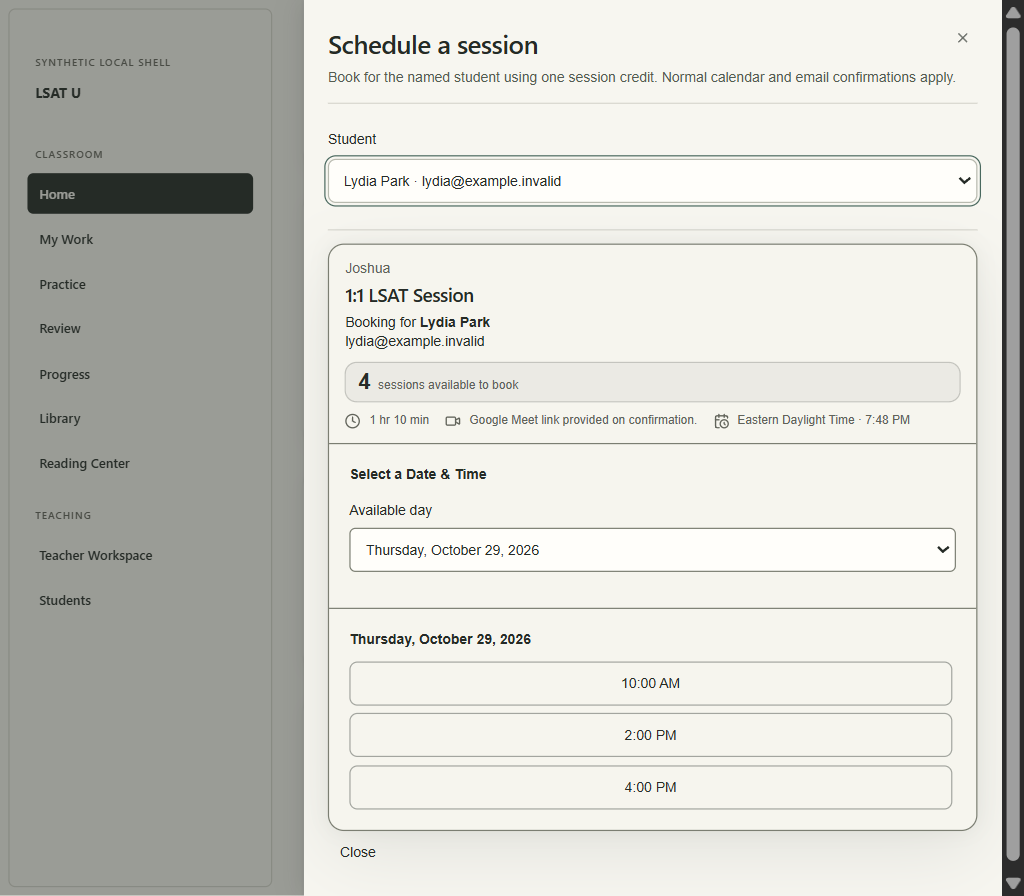 SYNTHETIC LOCAL SHELL
LSAT U
CLASSROOM
Home
My Work
Practice
Review
Progress
Library
Reading Center
TEACHING
Teacher Workspace
Students
Schedule a session
×
Book for the named student using one session credit. Normal calendar and email confirmations apply.
Student
Lydia Park · lydia@example.invalid
Joshua
1:1 LSAT Session
Booking for Lydia Park
lydia@example.invalid
4 sessions available to book
1 hr 10 min Google Meet link provided on confirmation. Eastern Daylight Time · 7:48 PM
Select a Date & Time
Available day
Thursday, October 29, 2026
Thursday, October 29, 2026
10:00 AM
2:00 PM
4:00 PM
Close